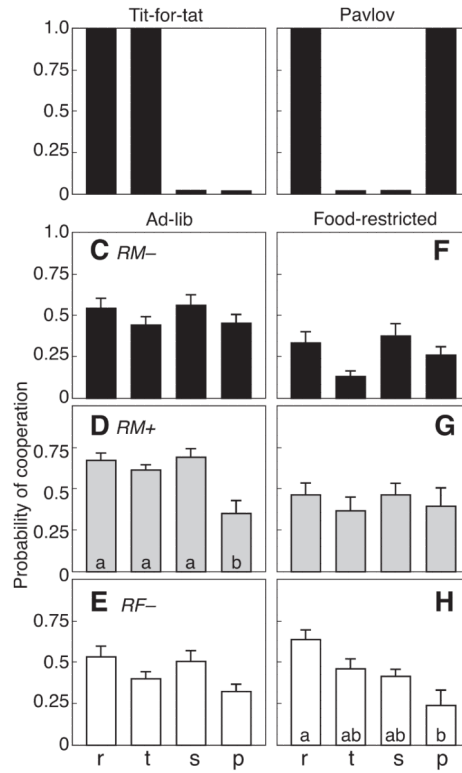 Tit-for-tat Pavlov
1.0
0.75
0.5
0.25
0
Ad-lib Food-restricted
1.0 C RM– F
0.75
0.5
0.25
0
D RM+ G
0.75
0.5
0.25
0 a a a b
E RF– H
0.75
0.5
0.25
0 a ab ab b
r t s p r t s p
Probability of cooperation